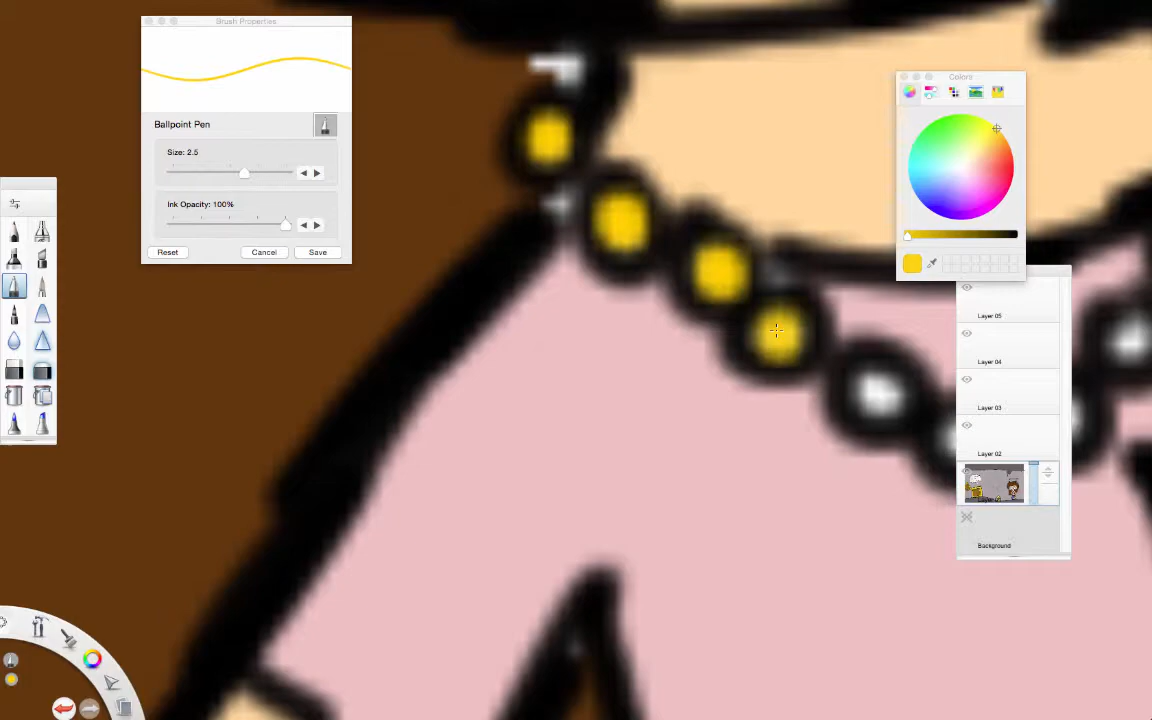 Brush Properties
Ballpoint Pen
Size: 2.5
Ink Opacity: 100%
Reset
Cancel
Save
Colors
Layer 05
Layer 04
Layer 03
Layer 02
Background